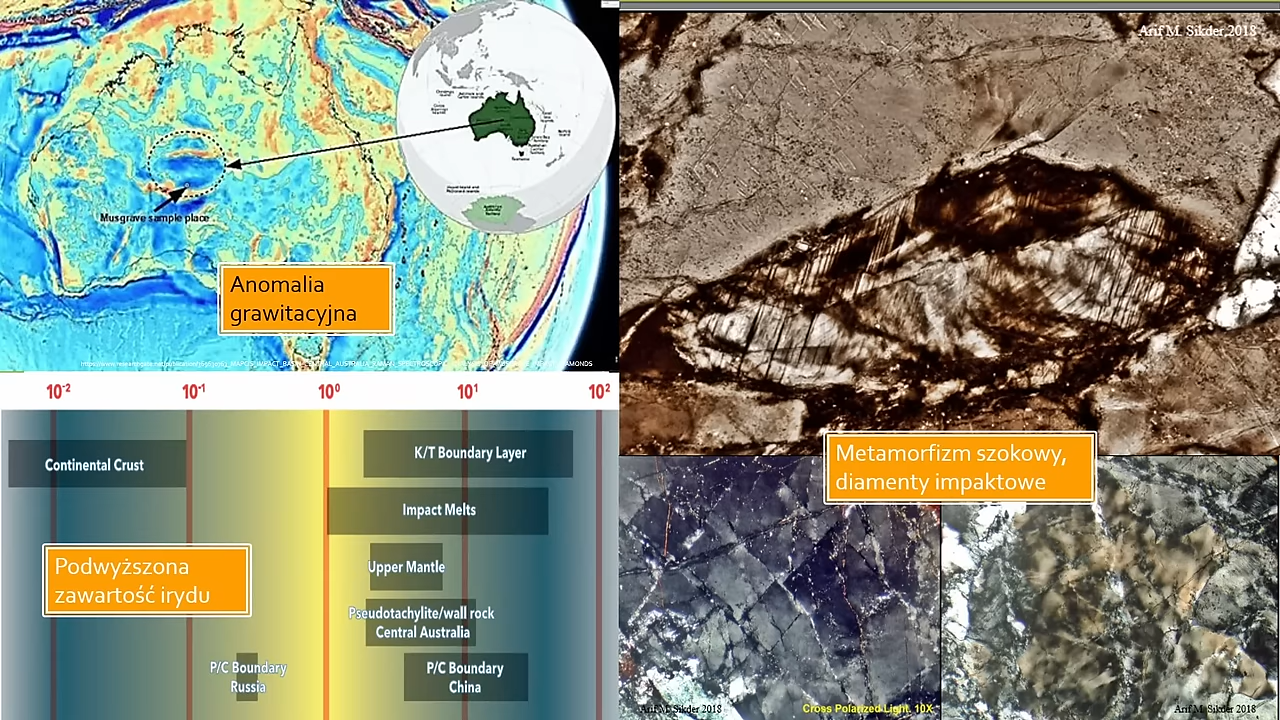 Musgrave sample place
Anomalia
grawitacyjna
Arif M. Sikder,2018
Metamorfizm szokowy,
diamenty impaktowe
10-2
10-1
100
101
102
Continental Crust
K/T Boundary Layer
Impact Melts
Podwyższona
zawartość irydu
Upper Mantle
Pseudotachylite/wall rock
Central Australia
P/C Boundary
Russia
P/C Boundary
China
Arif M. Sikder 2018
Cross Polarized Light, 10X
Arif M. Sikder 2018